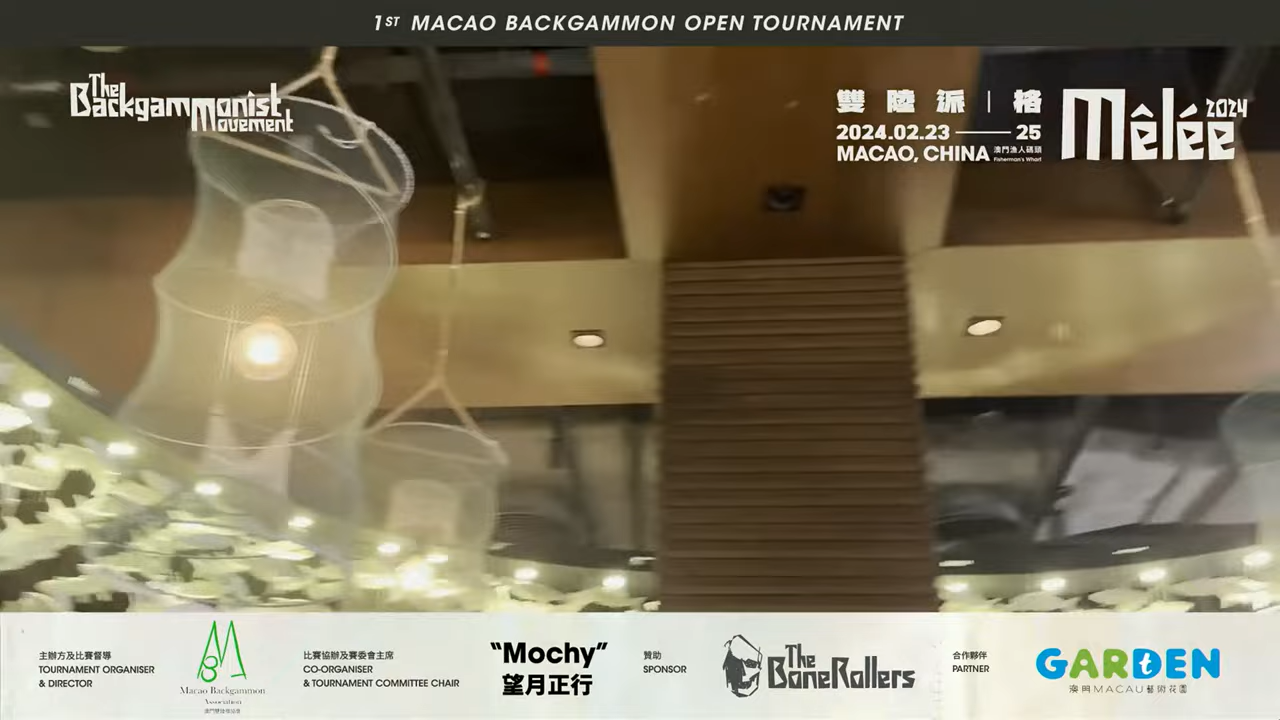 1ST MACAO BACKGAMMON OPEN TOURNAMENT
The
Backgammonist
Movement
雙陸派｜格
2024.02.23 —— 25
MACAO, CHINA
澳門漁人碼頭
Fisherman's Wharf
Mêlée 2024
主辦方及比賽督導
TOURNAMENT ORGANISER
& DIRECTOR
Macao Backgammon
Association
比賽協辦及賽委會主席
CO-ORGANISER
& TOURNAMENT COMMITTEE CHAIR
“Mochy”
望月正行
贊助
SPONSOR
The
BoneRollers
合作夥伴
PARTNER
GARDEN
澳門MACAU藝術花園